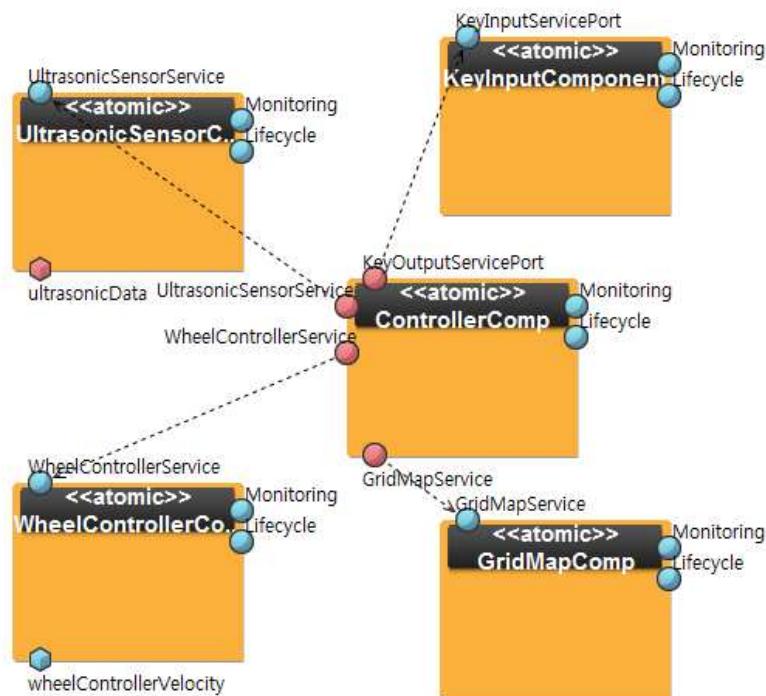 KeyInputServicePort
<<atomic>>
KeyInputComponen
Monitoring
Lifecycle
UltrasonicSensorService
<<atomic>>
UltrasonicSensorC..
Monitoring
Lifecycle
ultrasonicData
KeyOutputServicePort
UltrasonicSensorService
WheelControllerService
<<atomic>>
ControllerComp
Monitoring
Lifecycle
GridMapService
WheelControllerService
<<atomic>>
WheelControllerCo..
Monitoring
Lifecycle
wheelControllerVelocity
GridMapService
<<atomic>>
GridMapComp
Monitoring
Lifecycle